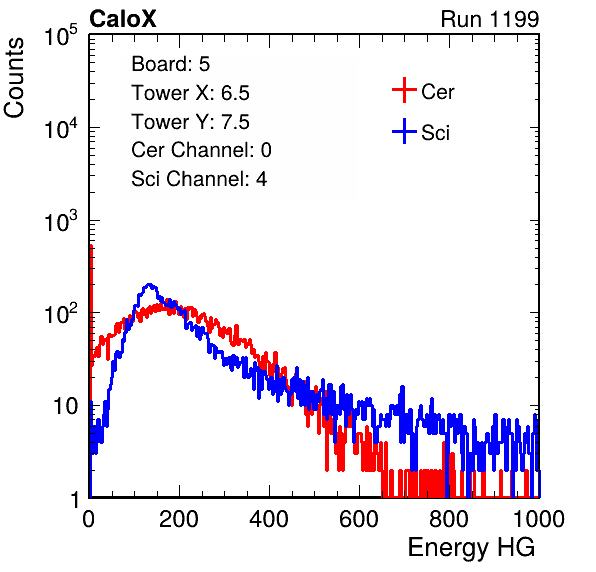 CaloX Run 1199
Counts
Board: 5
Tower X: 6.5
Tower Y: 7.5
Cer Channel: 0
Sci Channel: 4
Cer
Sci
10^5
10^4
10^3
10^2
10
1
0 200 400 600 800 1000
Energy HG